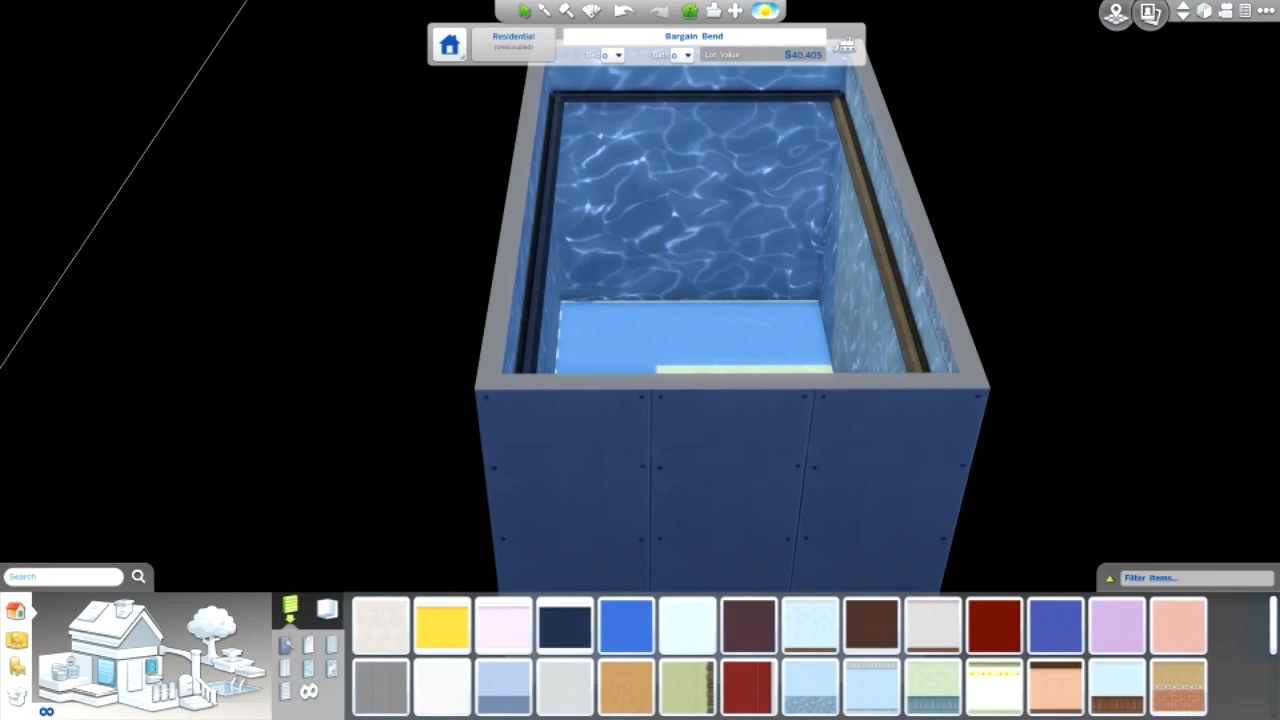 Residential
(Unoccupied)
Bargain Bend
0
0
Lot Value
$40,405
Search
Filter Items...